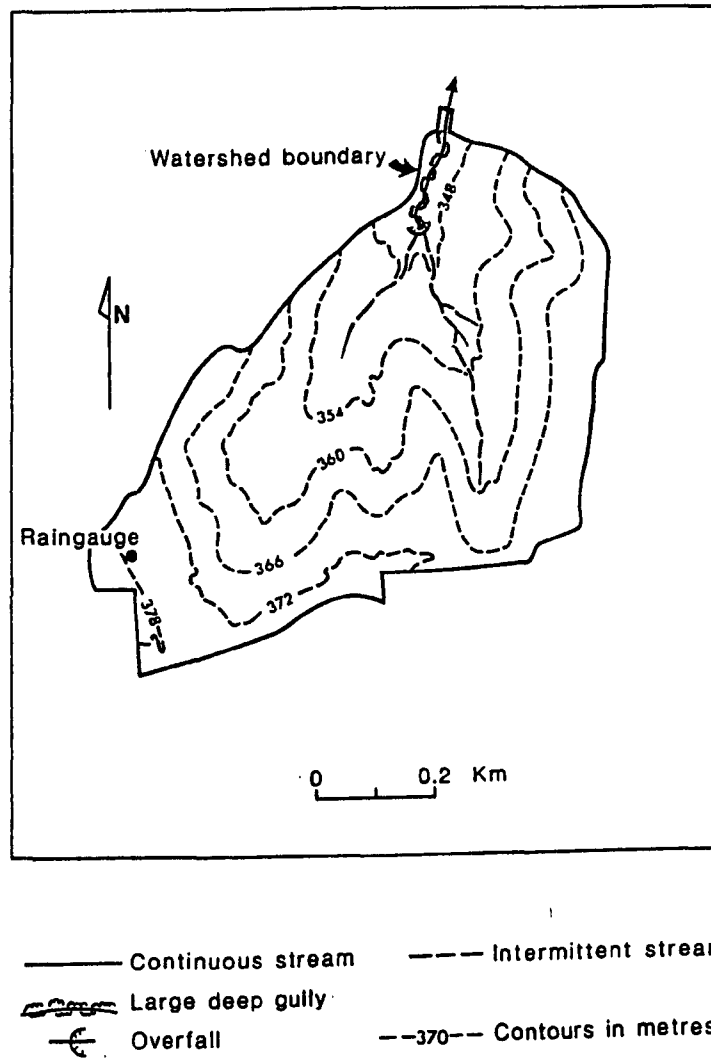 Watershed boundary
348
N
354
360
Raingauge
366
372
378
0 0.2 Km
Continuous stream
Intermittent strea
Large deep gully
Overfall
--370-- Contours in metres